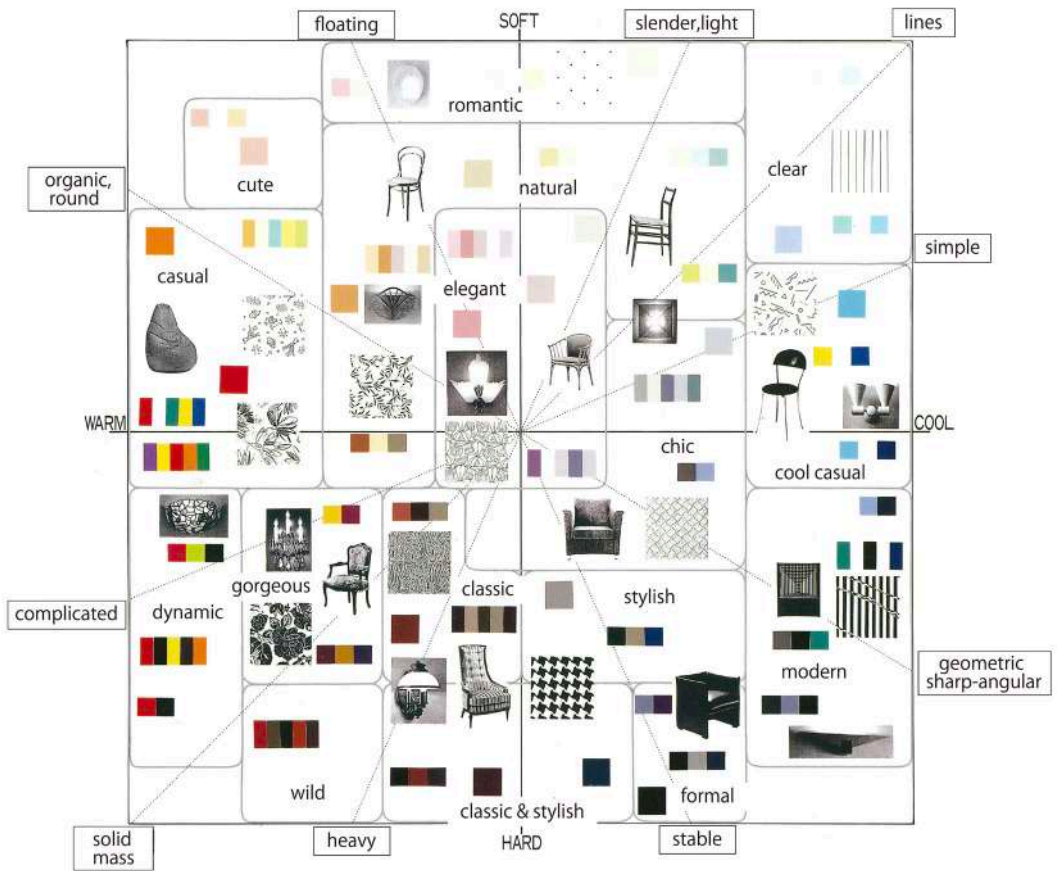 floating
SOFT
slender,light
lines
romantic
cute
natural
clear
organic,
round
casual
elegant
simple
WARM
COOL
chic
cool casual
gorgeous
classic
stylish
complicated
dynamic
modern
geometric
sharp-angular
wild
classic & stylish
formal
solid
mass
heavy
HARD
stable